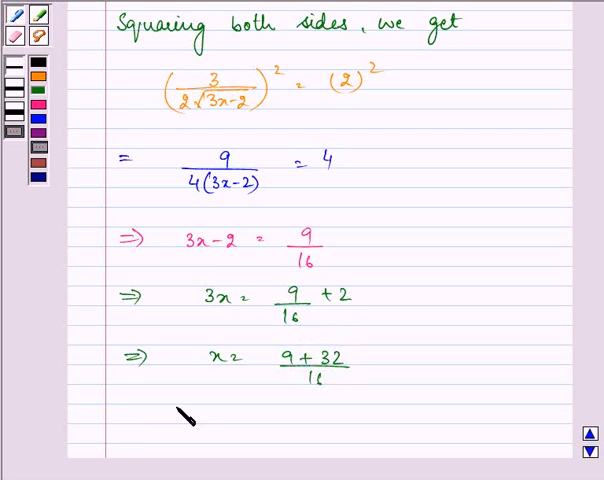 Squaring both sides, we get
(3/(2√3x-2))² = (2)²
= 9/(4(3x-2)) = 4
⇒ 3x-2 = 9/16
⇒ 3x = 9/16 + 2
⇒ x = (9+32)/16